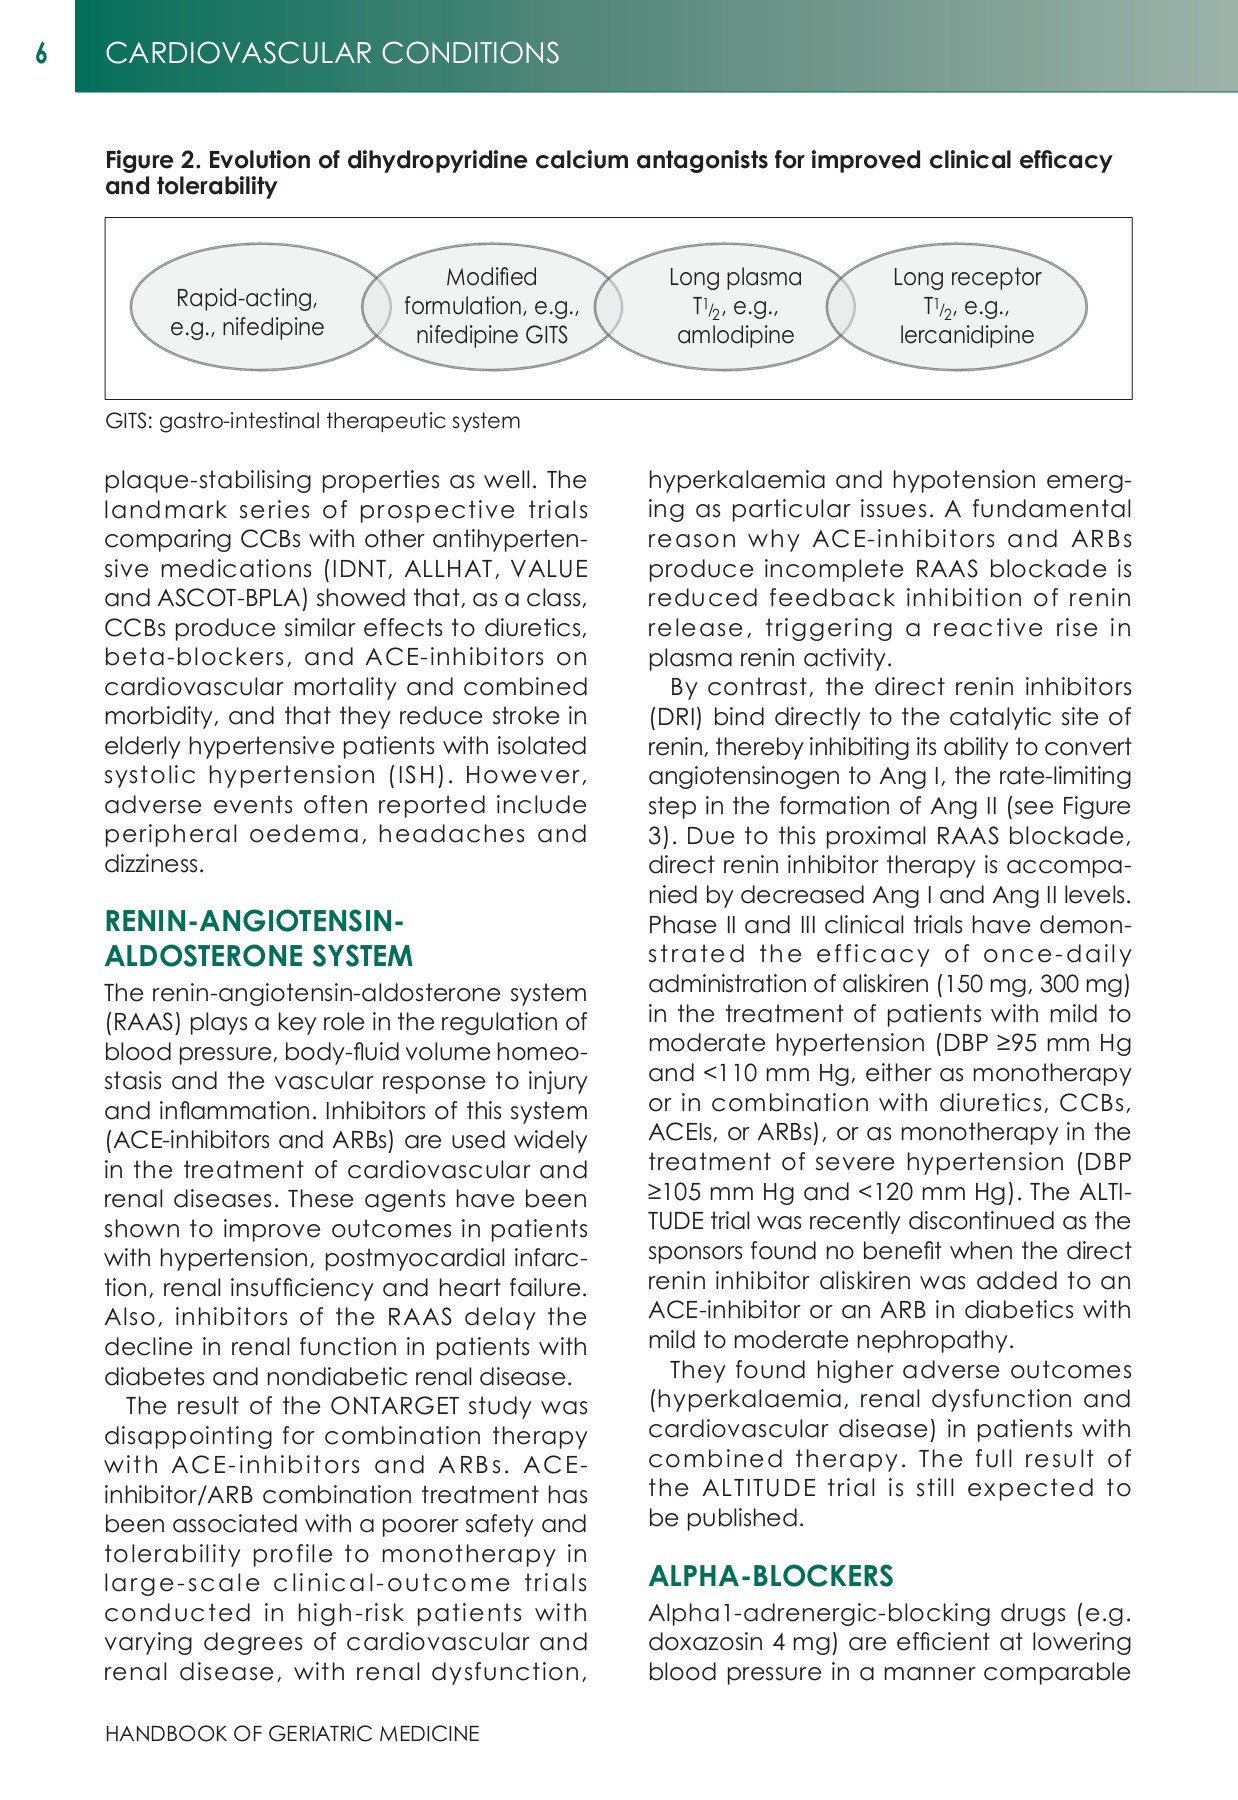 6
CARDIOVASCULAR CONDITIONS
Figure 2. Evolution of dihydropyridine calcium antagonists for improved clinical efficacy
and tolerability
Rapid-acting,
e.g., nifedipine
Modified
formulation, e.g.,
nifedipine GITS
Long plasma
T1/2, e.g.,
amlodipine
Long receptor
T1/2, e.g.,
lercanidipine
GITS: gastro-intestinal therapeutic system
plaque-stabilising properties as well. The
landmark series of prospective trials
comparing CCBs with other antihyperten-
sive medications (IDNT, ALLHAT, VALUE
and ASCOT-BPLA) showed that, as a class,
CCBs produce similar effects to diuretics,
beta-blockers, and ACE-inhibitors on
cardiovascular mortality and combined
morbidity, and that they reduce stroke in
elderly hypertensive patients with isolated
systolic hypertension (ISH). However,
adverse events often reported include
peripheral oedema, headaches and
dizziness.
RENIN-ANGIOTENSIN-
ALDOSTERONE SYSTEM
The renin-angiotensin-aldosterone system
(RAAS) plays a key role in the regulation of
blood pressure, body-fluid volume homeo-
stasis and the vascular response to injury
and inflammation. Inhibitors of this system
(ACE-inhibitors and ARBs) are used widely
in the treatment of cardiovascular and
renal diseases. These agents have been
shown to improve outcomes in patients
with hypertension, postmyocardial infarc-
tion, renal insufficiency and heart failure.
Also, inhibitors of the RAAS delay the
decline in renal function in patients with
diabetes and nondiabetic renal disease.
The result of the ONTARGET study was
disappointing for combination therapy
with ACE-inhibitors and ARBs. ACE-
inhibitor/ARB combination treatment has
been associated with a poorer safety and
tolerability profile to monotherapy in
large-scale clinical-outcome trials
conducted in high-risk patients with
varying degrees of cardiovascular and
renal disease, with renal dysfunction,
hyperkalaemia and hypotension emerg-
ing as particular issues. A fundamental
reason why ACE-inhibitors and ARBs
produce incomplete RAAS blockade is
reduced feedback inhibition of renin
release, triggering a reactive rise in
plasma renin activity.
By contrast, the direct renin inhibitors
(DRI) bind directly to the catalytic site of
renin, thereby inhibiting its ability to convert
angiotensinogen to Ang I, the rate-limiting
step in the formation of Ang II (see Figure
3). Due to this proximal RAAS blockade,
direct renin inhibitor therapy is accompa-
nied by decreased Ang I and Ang II levels.
Phase II and III clinical trials have demon-
strated the efficacy of once-daily
administration of aliskiren (150 mg, 300 mg)
in the treatment of patients with mild to
moderate hypertension (DBP ≥95 mm Hg
and <110 mm Hg, either as monotherapy
or in combination with diuretics, CCBs,
ACEIs, or ARBs), or as monotherapy in the
treatment of severe hypertension (DBP
≥105 mm Hg and <120 mm Hg). The ALTI-
TUDE trial was recently discontinued as the
sponsors found no benefit when the direct
renin inhibitor aliskiren was added to an
ACE-inhibitor or an ARB in diabetics with
mild to moderate nephropathy.
They found higher adverse outcomes
(hyperkalaemia, renal dysfunction and
cardiovascular disease) in patients with
combined therapy. The full result of
the ALTITUDE trial is still expected to
be published.
ALPHA-BLOCKERS
Alpha1-adrenergic-blocking drugs (e.g.
doxazosin 4 mg) are efficient at lowering
blood pressure in a manner comparable
HANDBOOK OF GERIATRIC MEDICINE